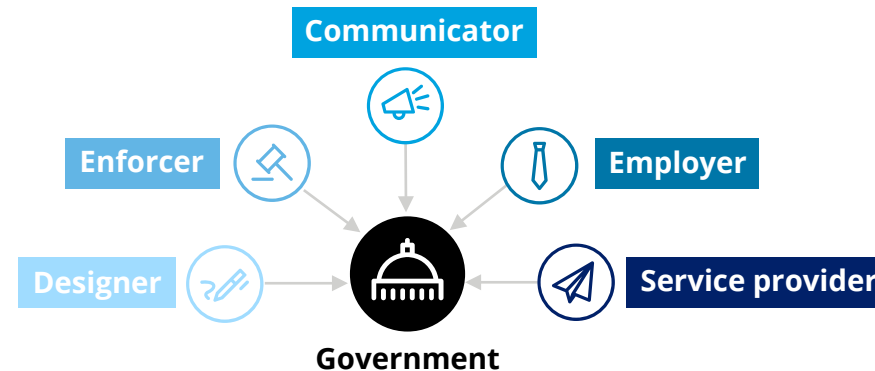 Communicator
Enforcer
Employer
Designer
Service provider
Government